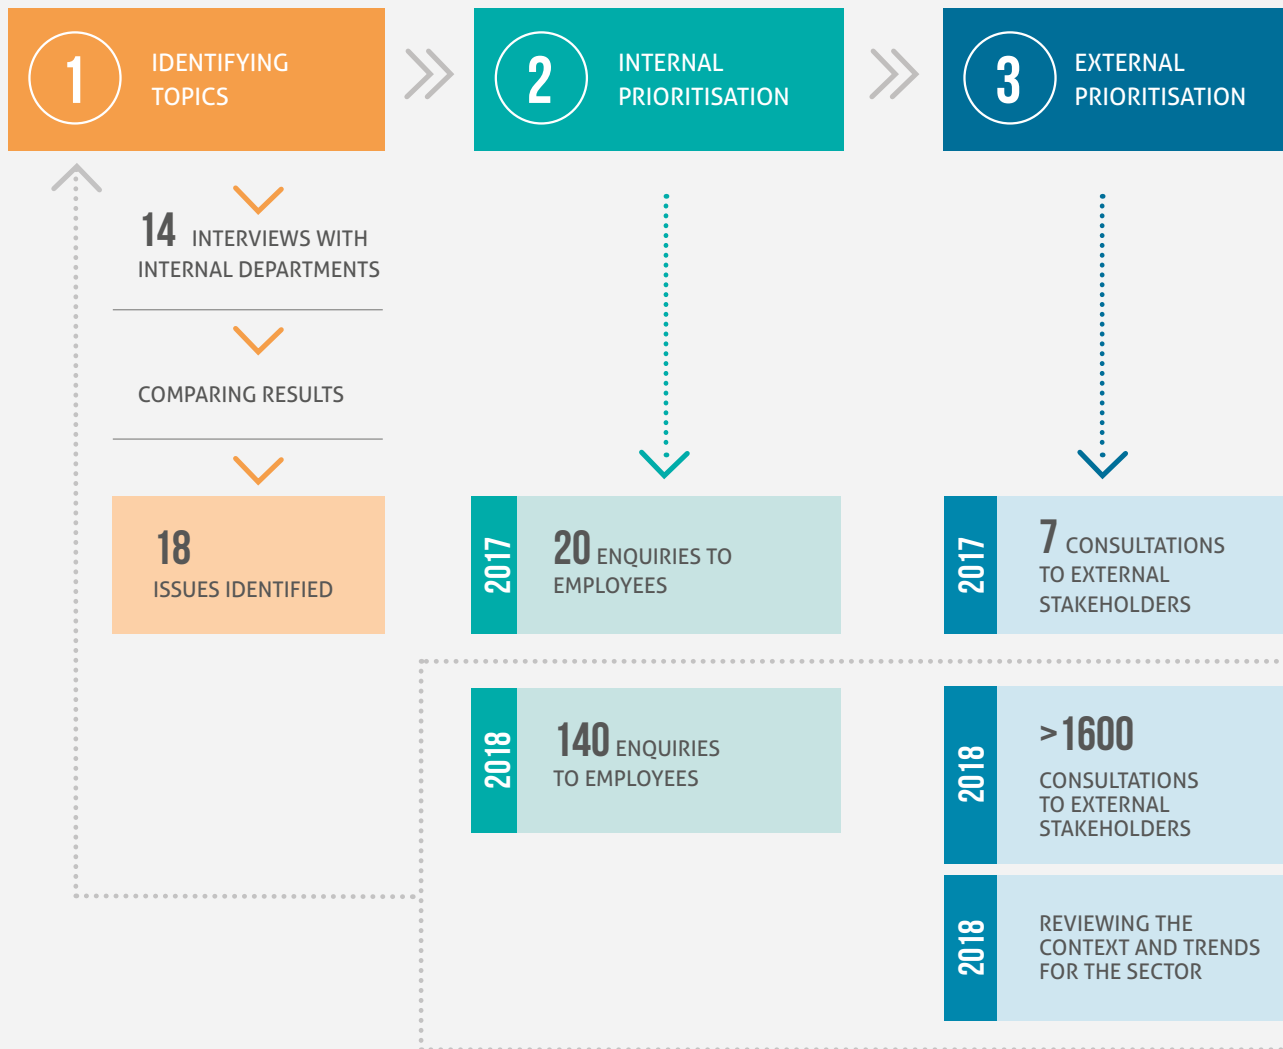 1
IDENTIFYING
TOPICS
2
INTERNAL
PRIORITISATION
3
EXTERNAL
PRIORITISATION
14 INTERVIEWS WITH
INTERNAL DEPARTMENTS
COMPARING RESULTS
18
ISSUES IDENTIFIED
2017
20 ENQUIRIES TO
EMPLOYEES
2018
140 ENQUIRIES
TO EMPLOYEES
2017
7 CONSULTATIONS
TO EXTERNAL
STAKEHOLDERS
2018
>1600
CONSULTATIONS
TO EXTERNAL
STAKEHOLDERS
2018
REVIEWING THE
CONTEXT AND TRENDS
FOR THE SECTOR